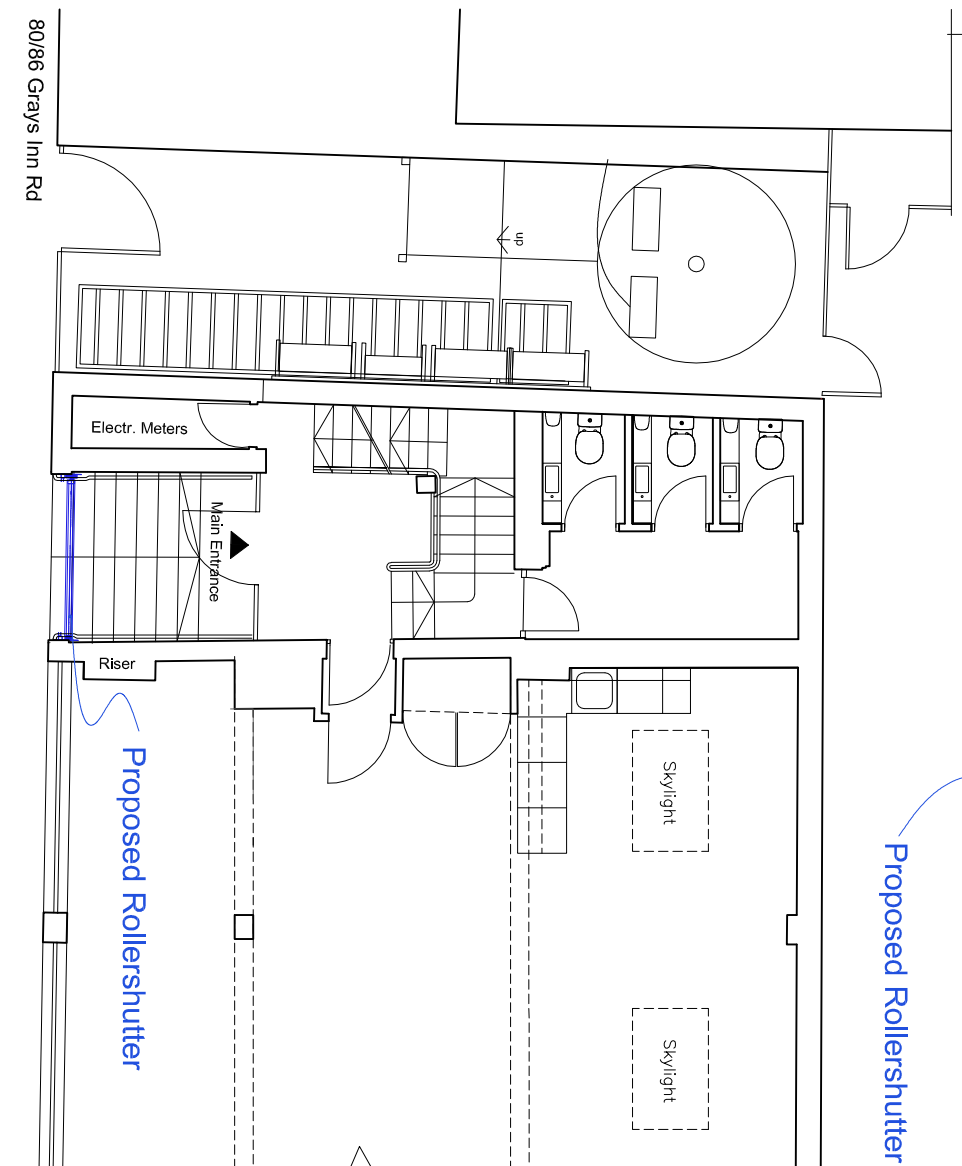 80/86 Grays Inn Rd
up
Electr. Meters
Main Entrance
Riser
Proposed Rollershutter
Skylight
Skylight
Proposed Rollershutter